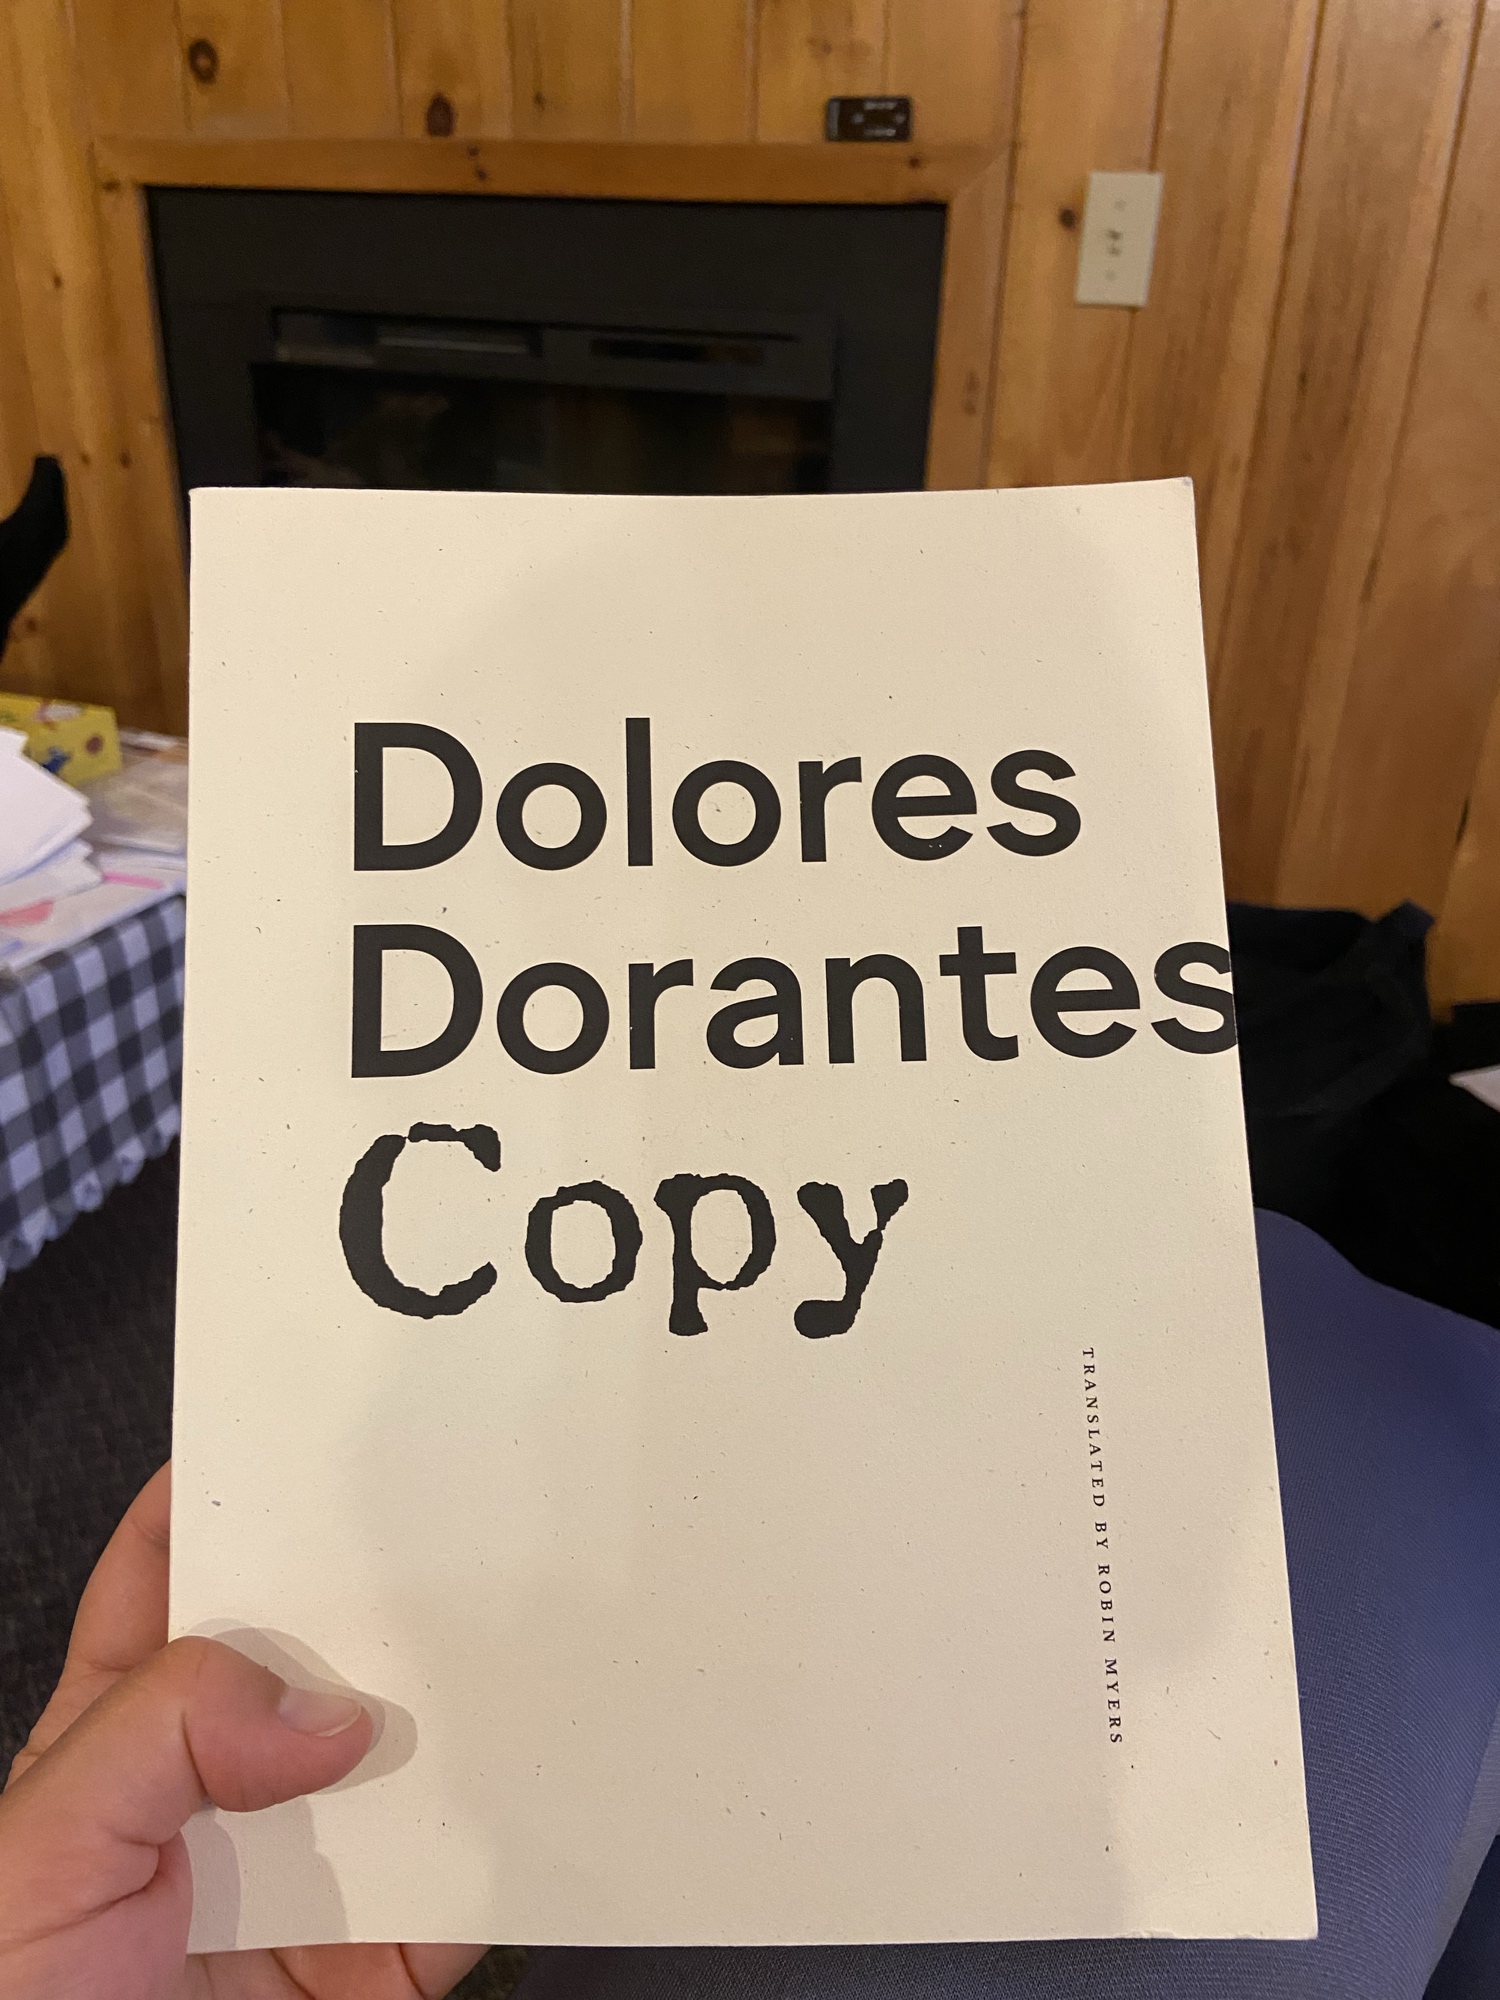 Dolores
Dorantes
Copy
TRANSLATED BY ROBIN MYERS